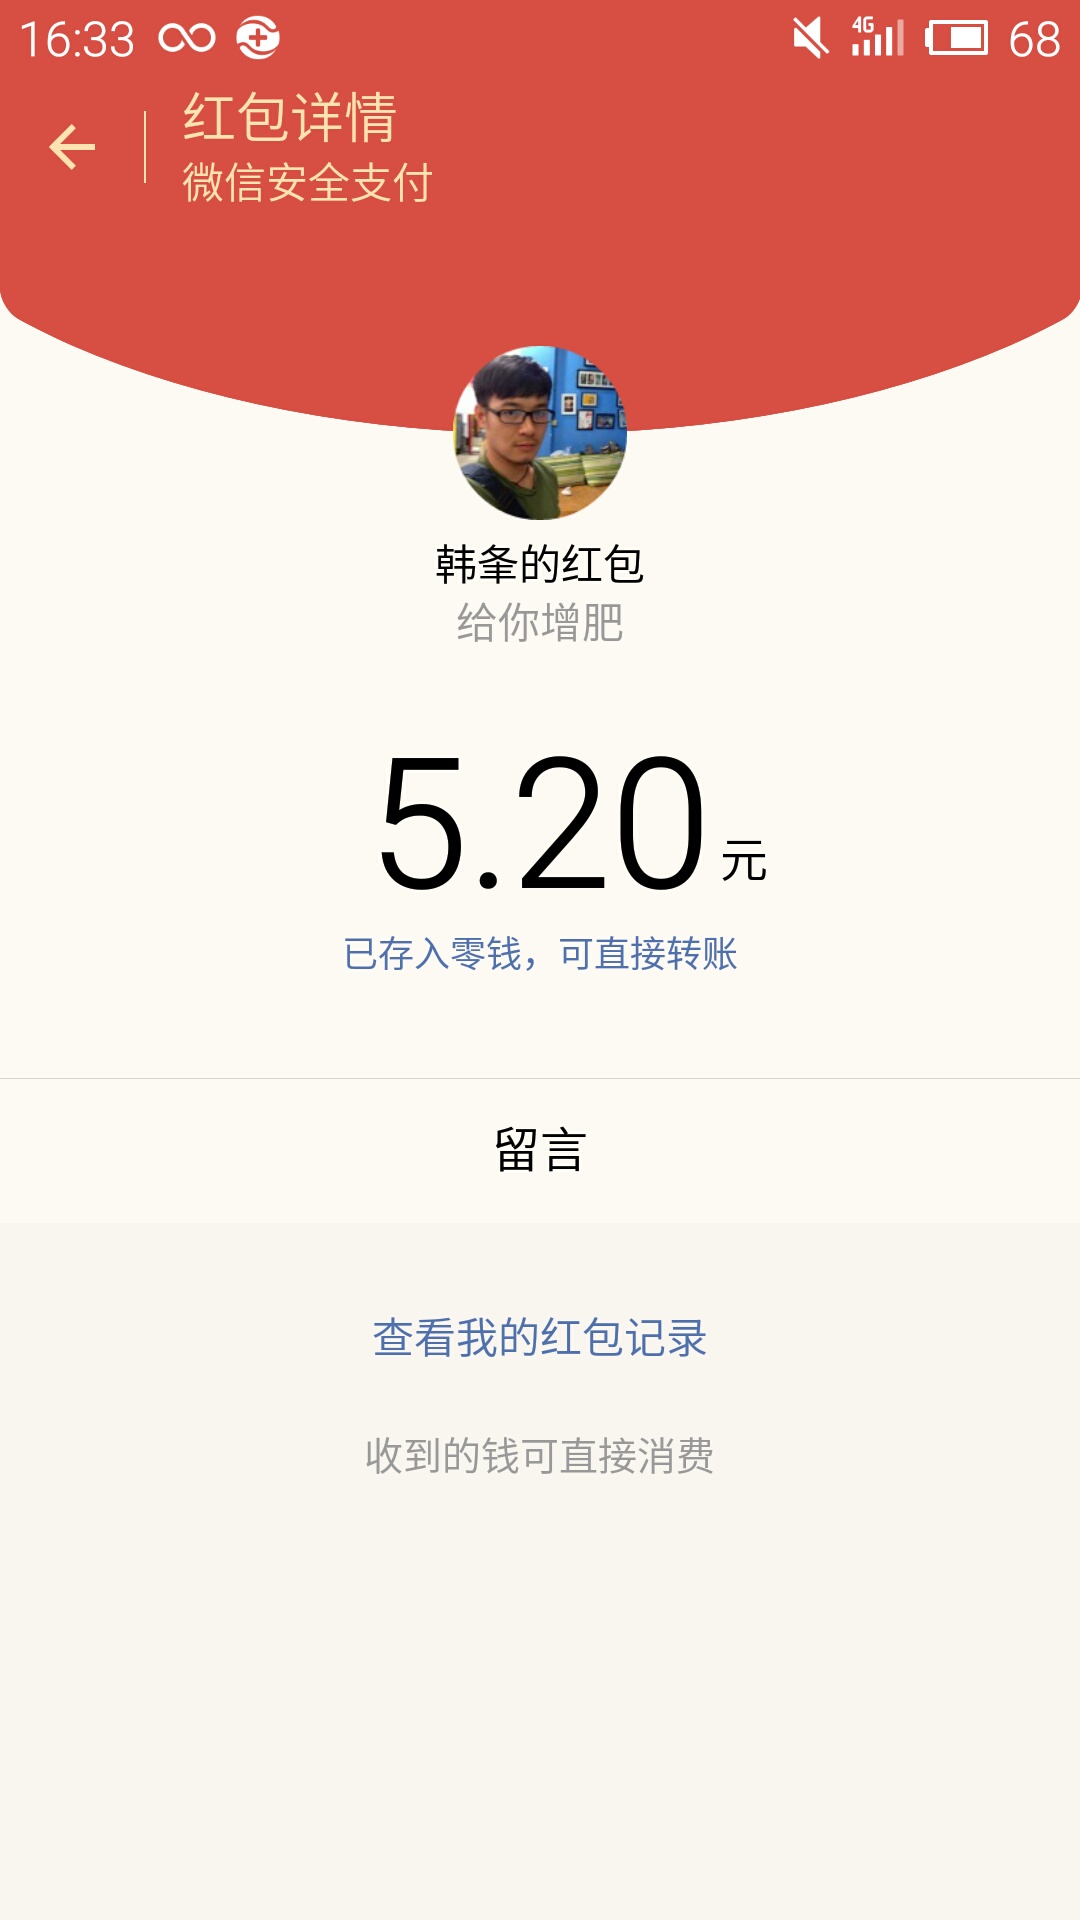 16:33
4G
68
红包详情
微信安全支付
韩夆的红包
给你增肥
5.20元
已存入零钱，可直接转账
留言
查看我的红包记录
收到的钱可直接消费